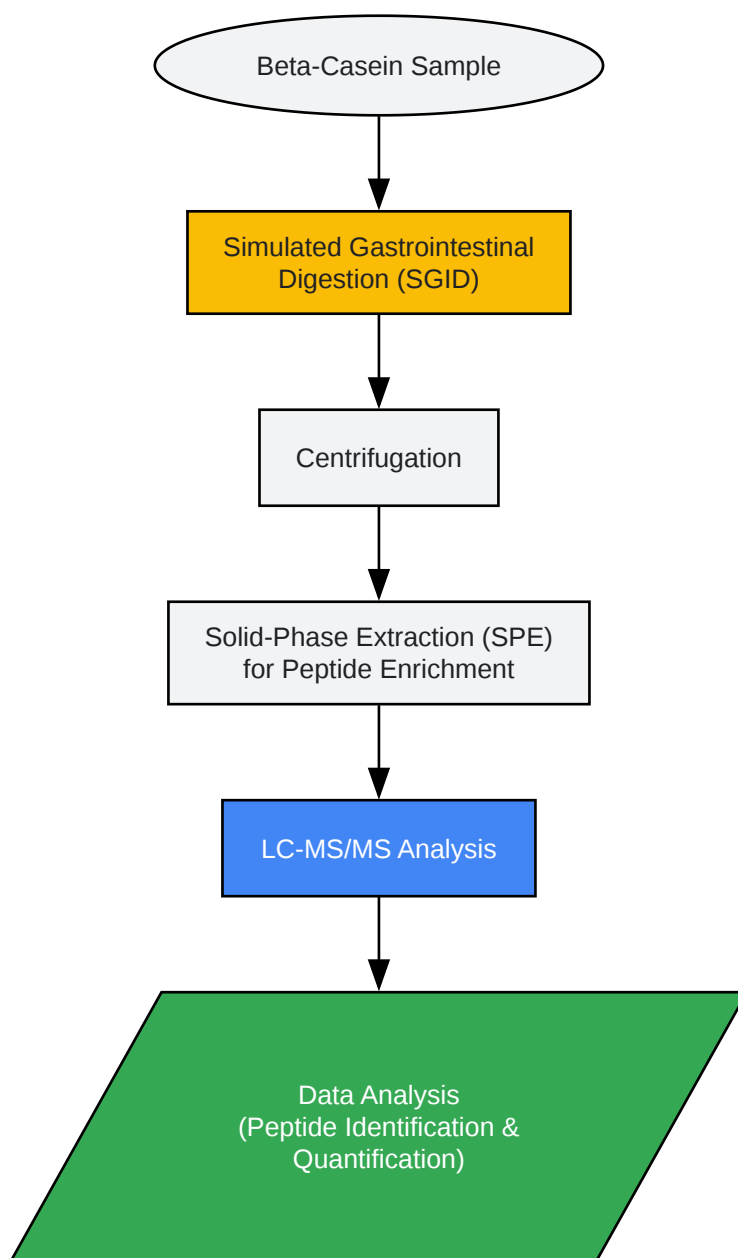 Beta-Casein Sample
Simulated Gastrointestinal
Digestion (SGID)
Centrifugation
Solid-Phase Extraction (SPE)
for Peptide Enrichment
LC-MS/MS Analysis
Data Analysis
(Peptide Identification &
Quantification)